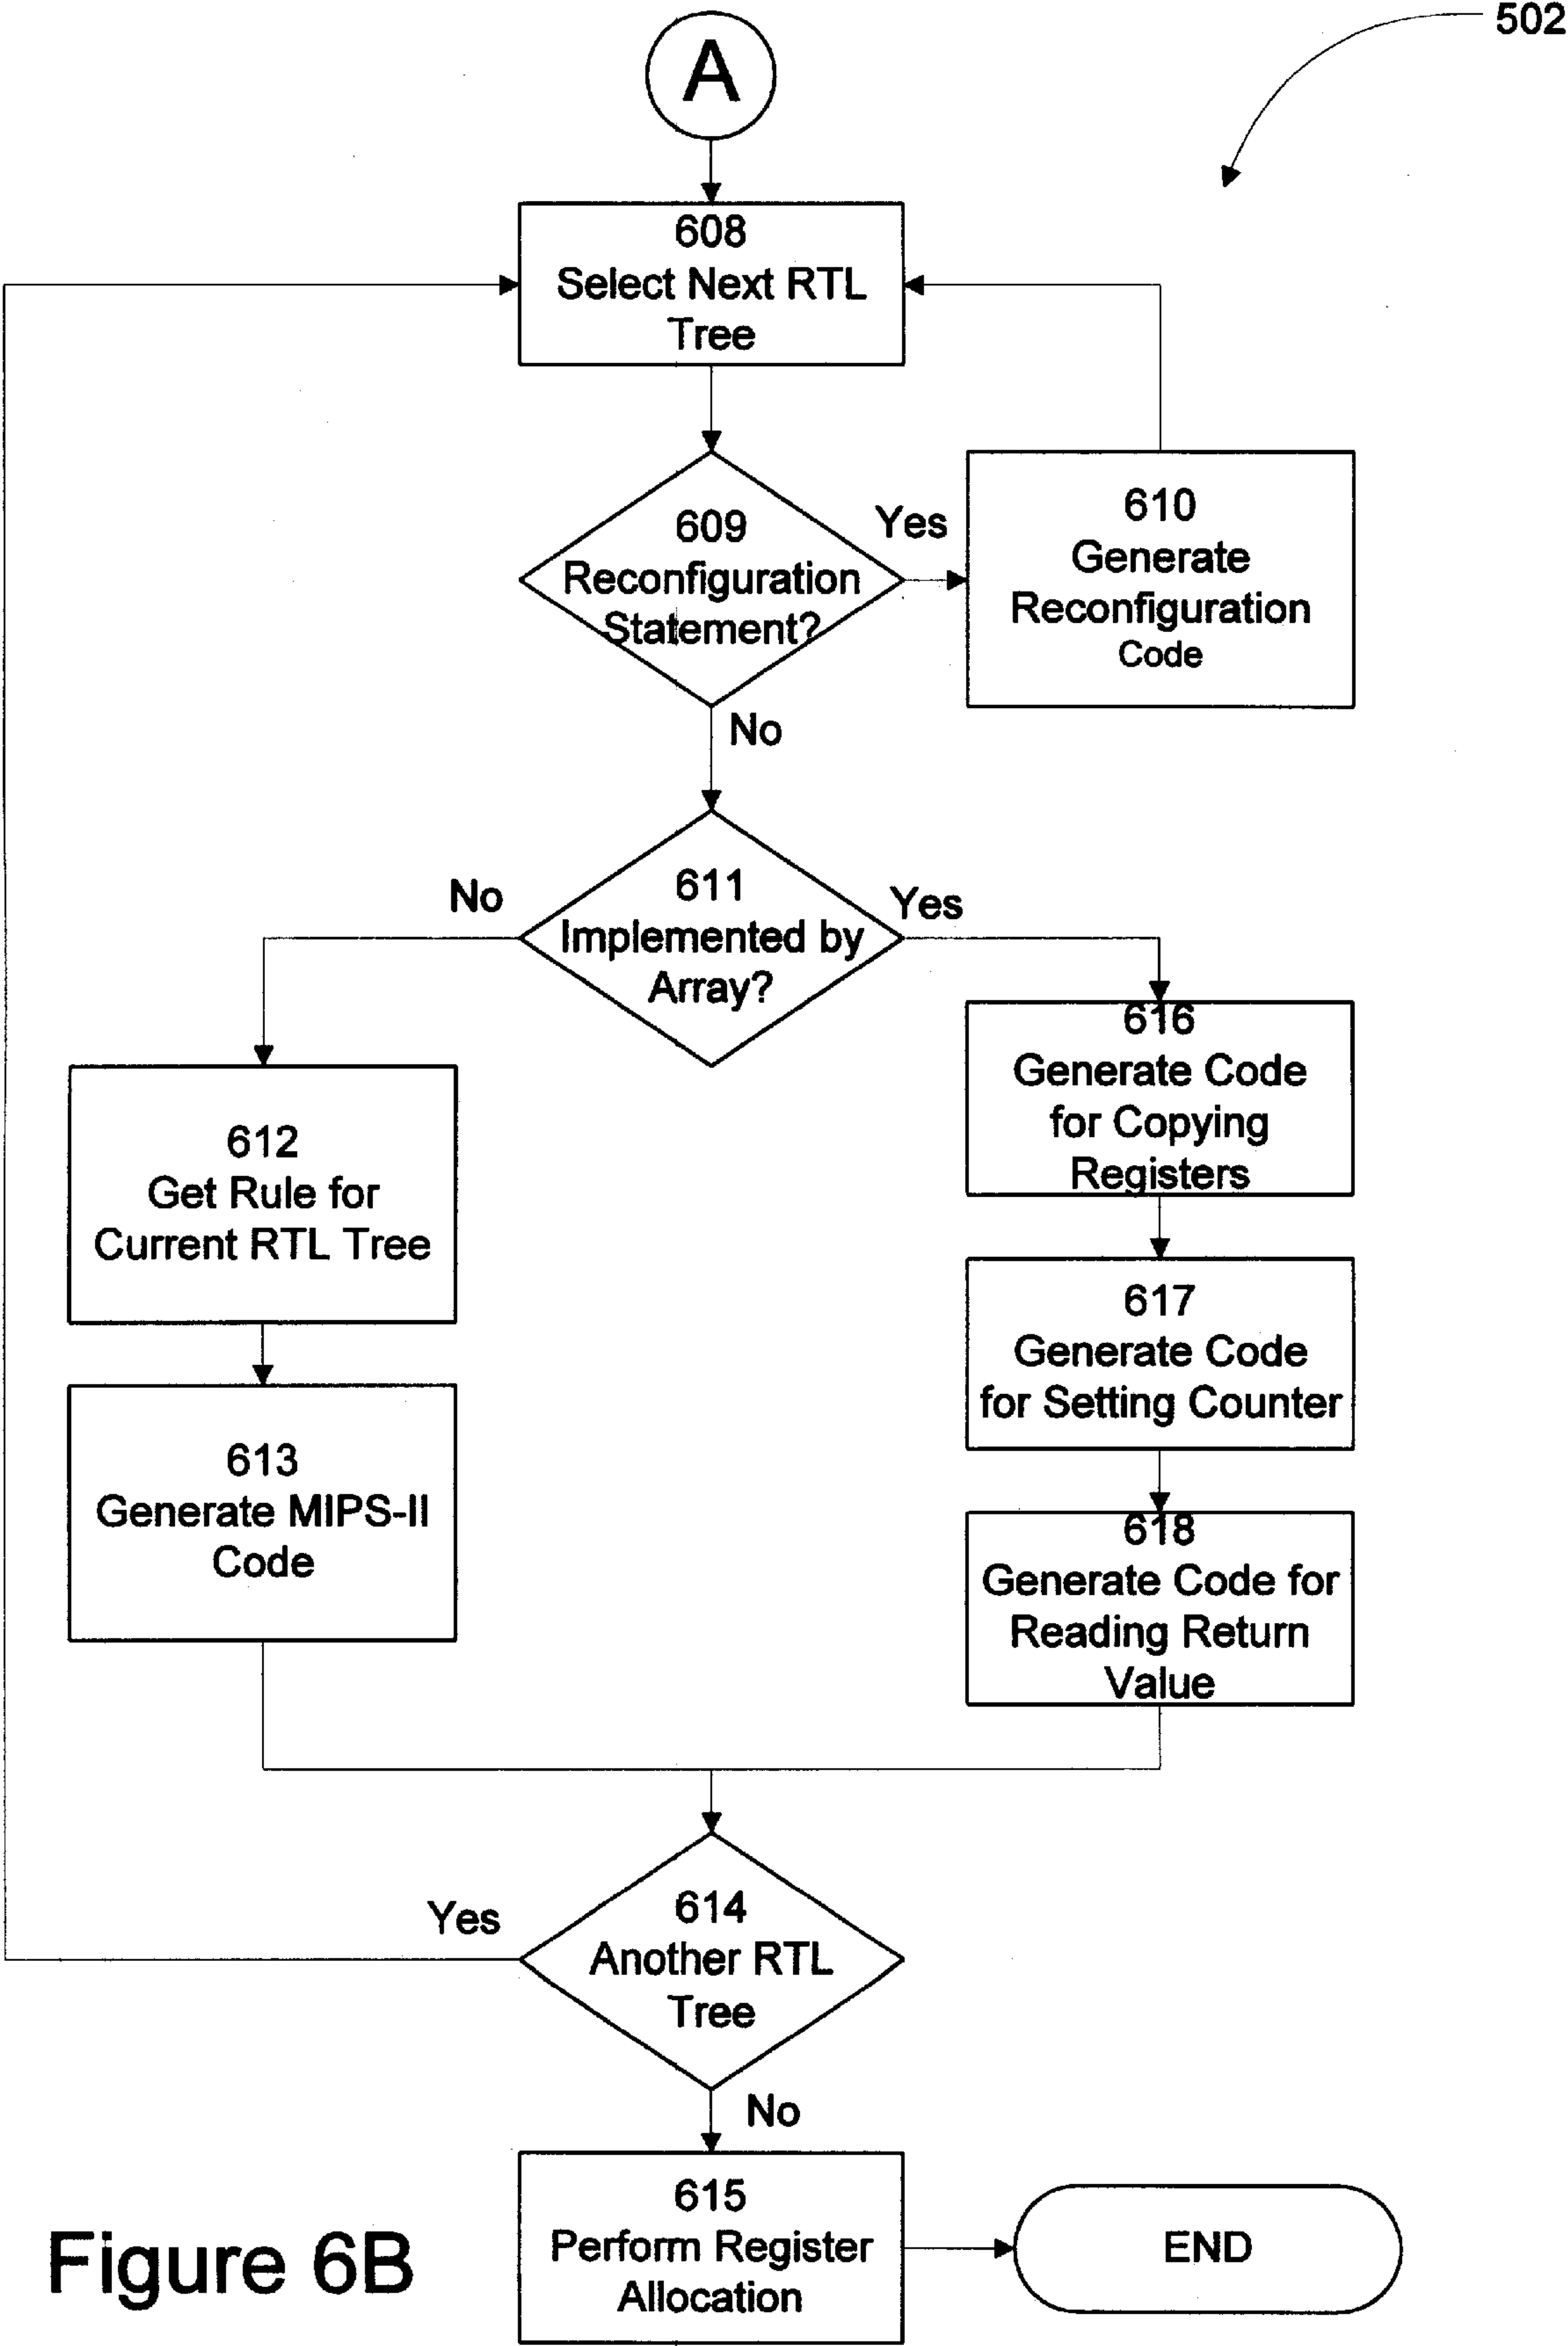 502
A
608
Select Next RTL
Tree
609
Reconfiguration
Statement?
Yes
610
Generate
Reconfiguration
Code
No
611
Implemented by
Array?
No
Yes
612
Get Rule for
Current RTL Tree
613
Generate MIPS-II
Code
616
Generate Code
for Copying
Registers
617
Generate Code
for Setting Counter
618
Generate Code for
Reading Return
Value
614
Another RTL
Tree
Yes
No
615
Perform Register
Allocation
END
Figure 6B